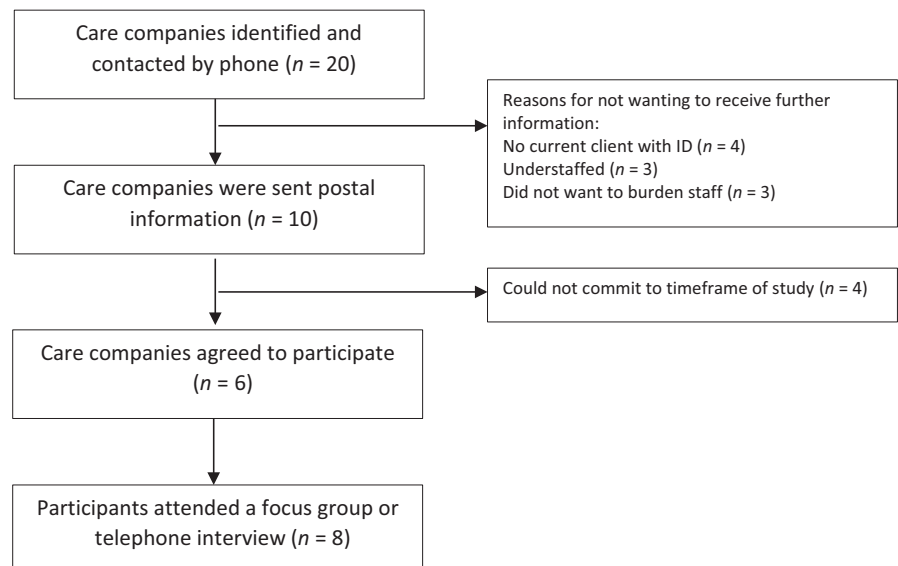 Care companies identified and
contacted by phone (n = 20)
Reasons for not wanting to receive further
information:
No current client with ID (n = 4)
Understaffed (n = 3)
Did not want to burden staff (n = 3)
Care companies were sent postal
information (n = 10)
Could not commit to timeframe of study (n = 4)
Care companies agreed to participate
(n = 6)
Participants attended a focus group or
telephone interview (n = 8)